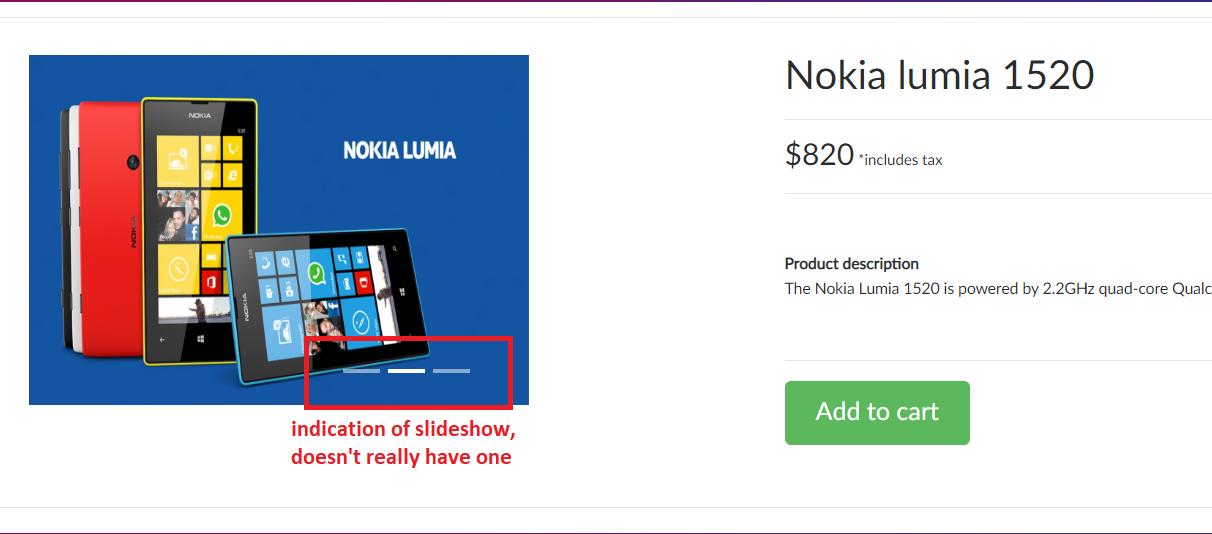 Nokia lumia 1520
NOKIA
NOKIA LUMIA
$820 *includes tax
NOKIA
NOKIA
Product description
The Nokia Lumia 1520 is powered by 2.2GHz quad-core Qualc
indication of slideshow,
doesn't really have one
Add to cart